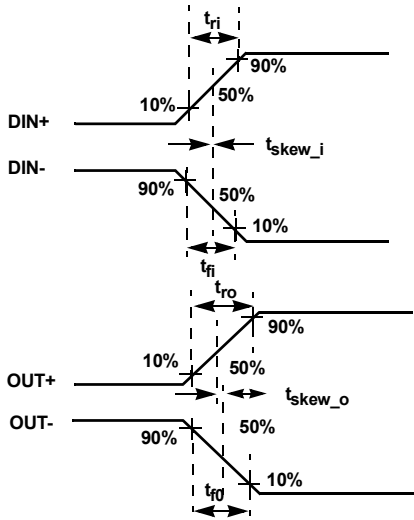 tri
90%
10%
50%
DIN+
tskew_i
DIN-
90%
50%
10%
tfi
tro
90%
10%
50%
OUT+
tskew_o
OUT-
90%
50%
10%
tf0